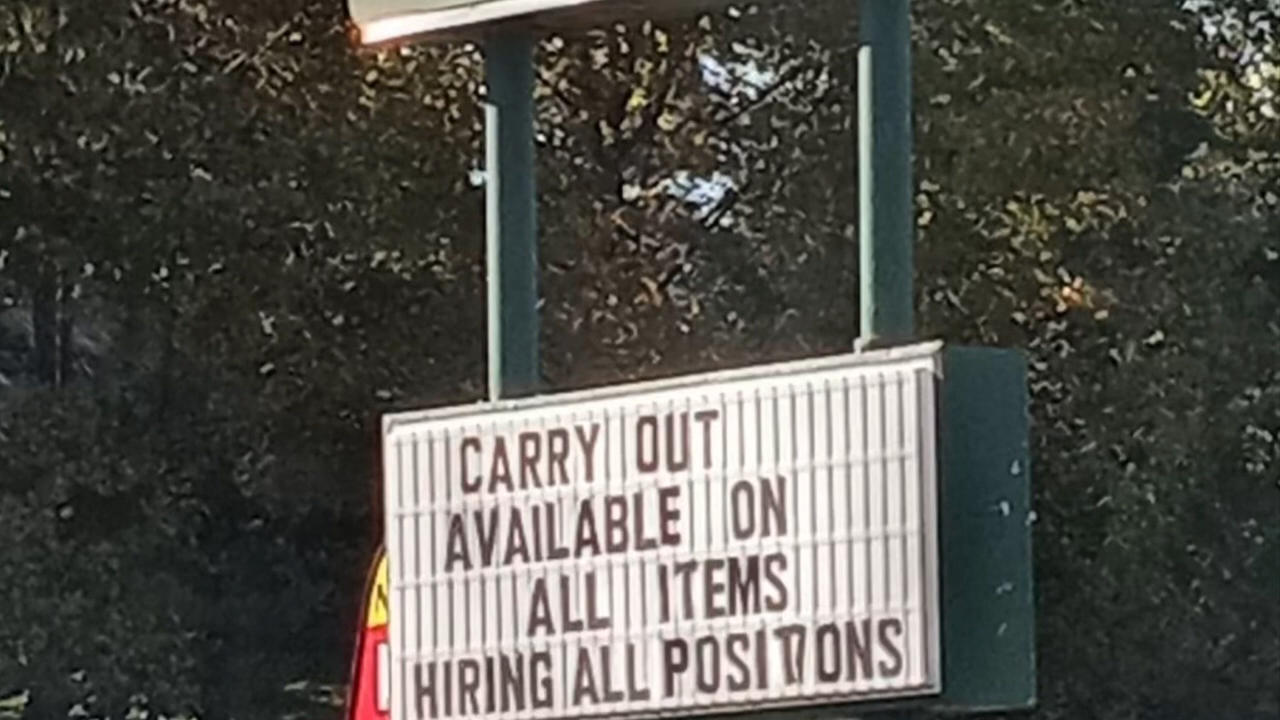 CARRY OUT
AVAILABLE ON
ALL ITEMS
HIRING ALL POSITIONS